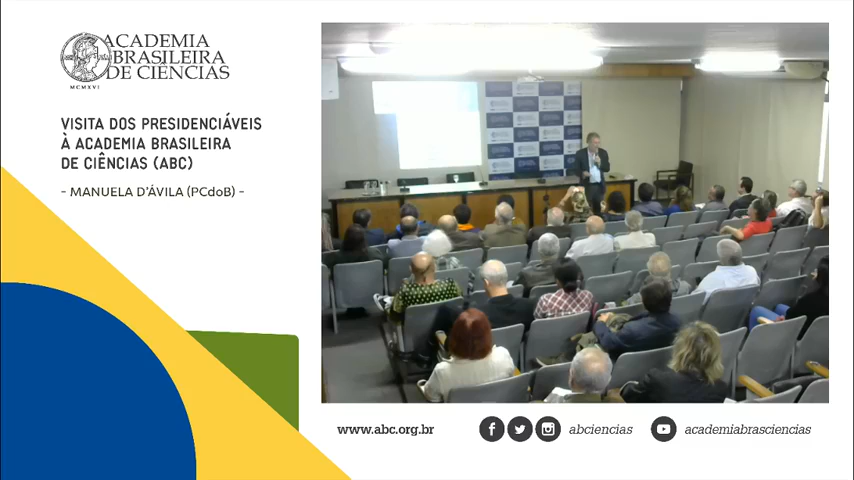 ACADEMIA
BRASILEIRA
DE CIÊNCIAS
MCMXVI
VISITA DOS PRESIDENCIÁVEIS
À ACADEMIA BRASILEIRA
DE CIÊNCIAS (ABC)
- MANUELA D'ÁVILA (PCdoB) -
www.abc.org.br
abciencias
academiabrasciencias